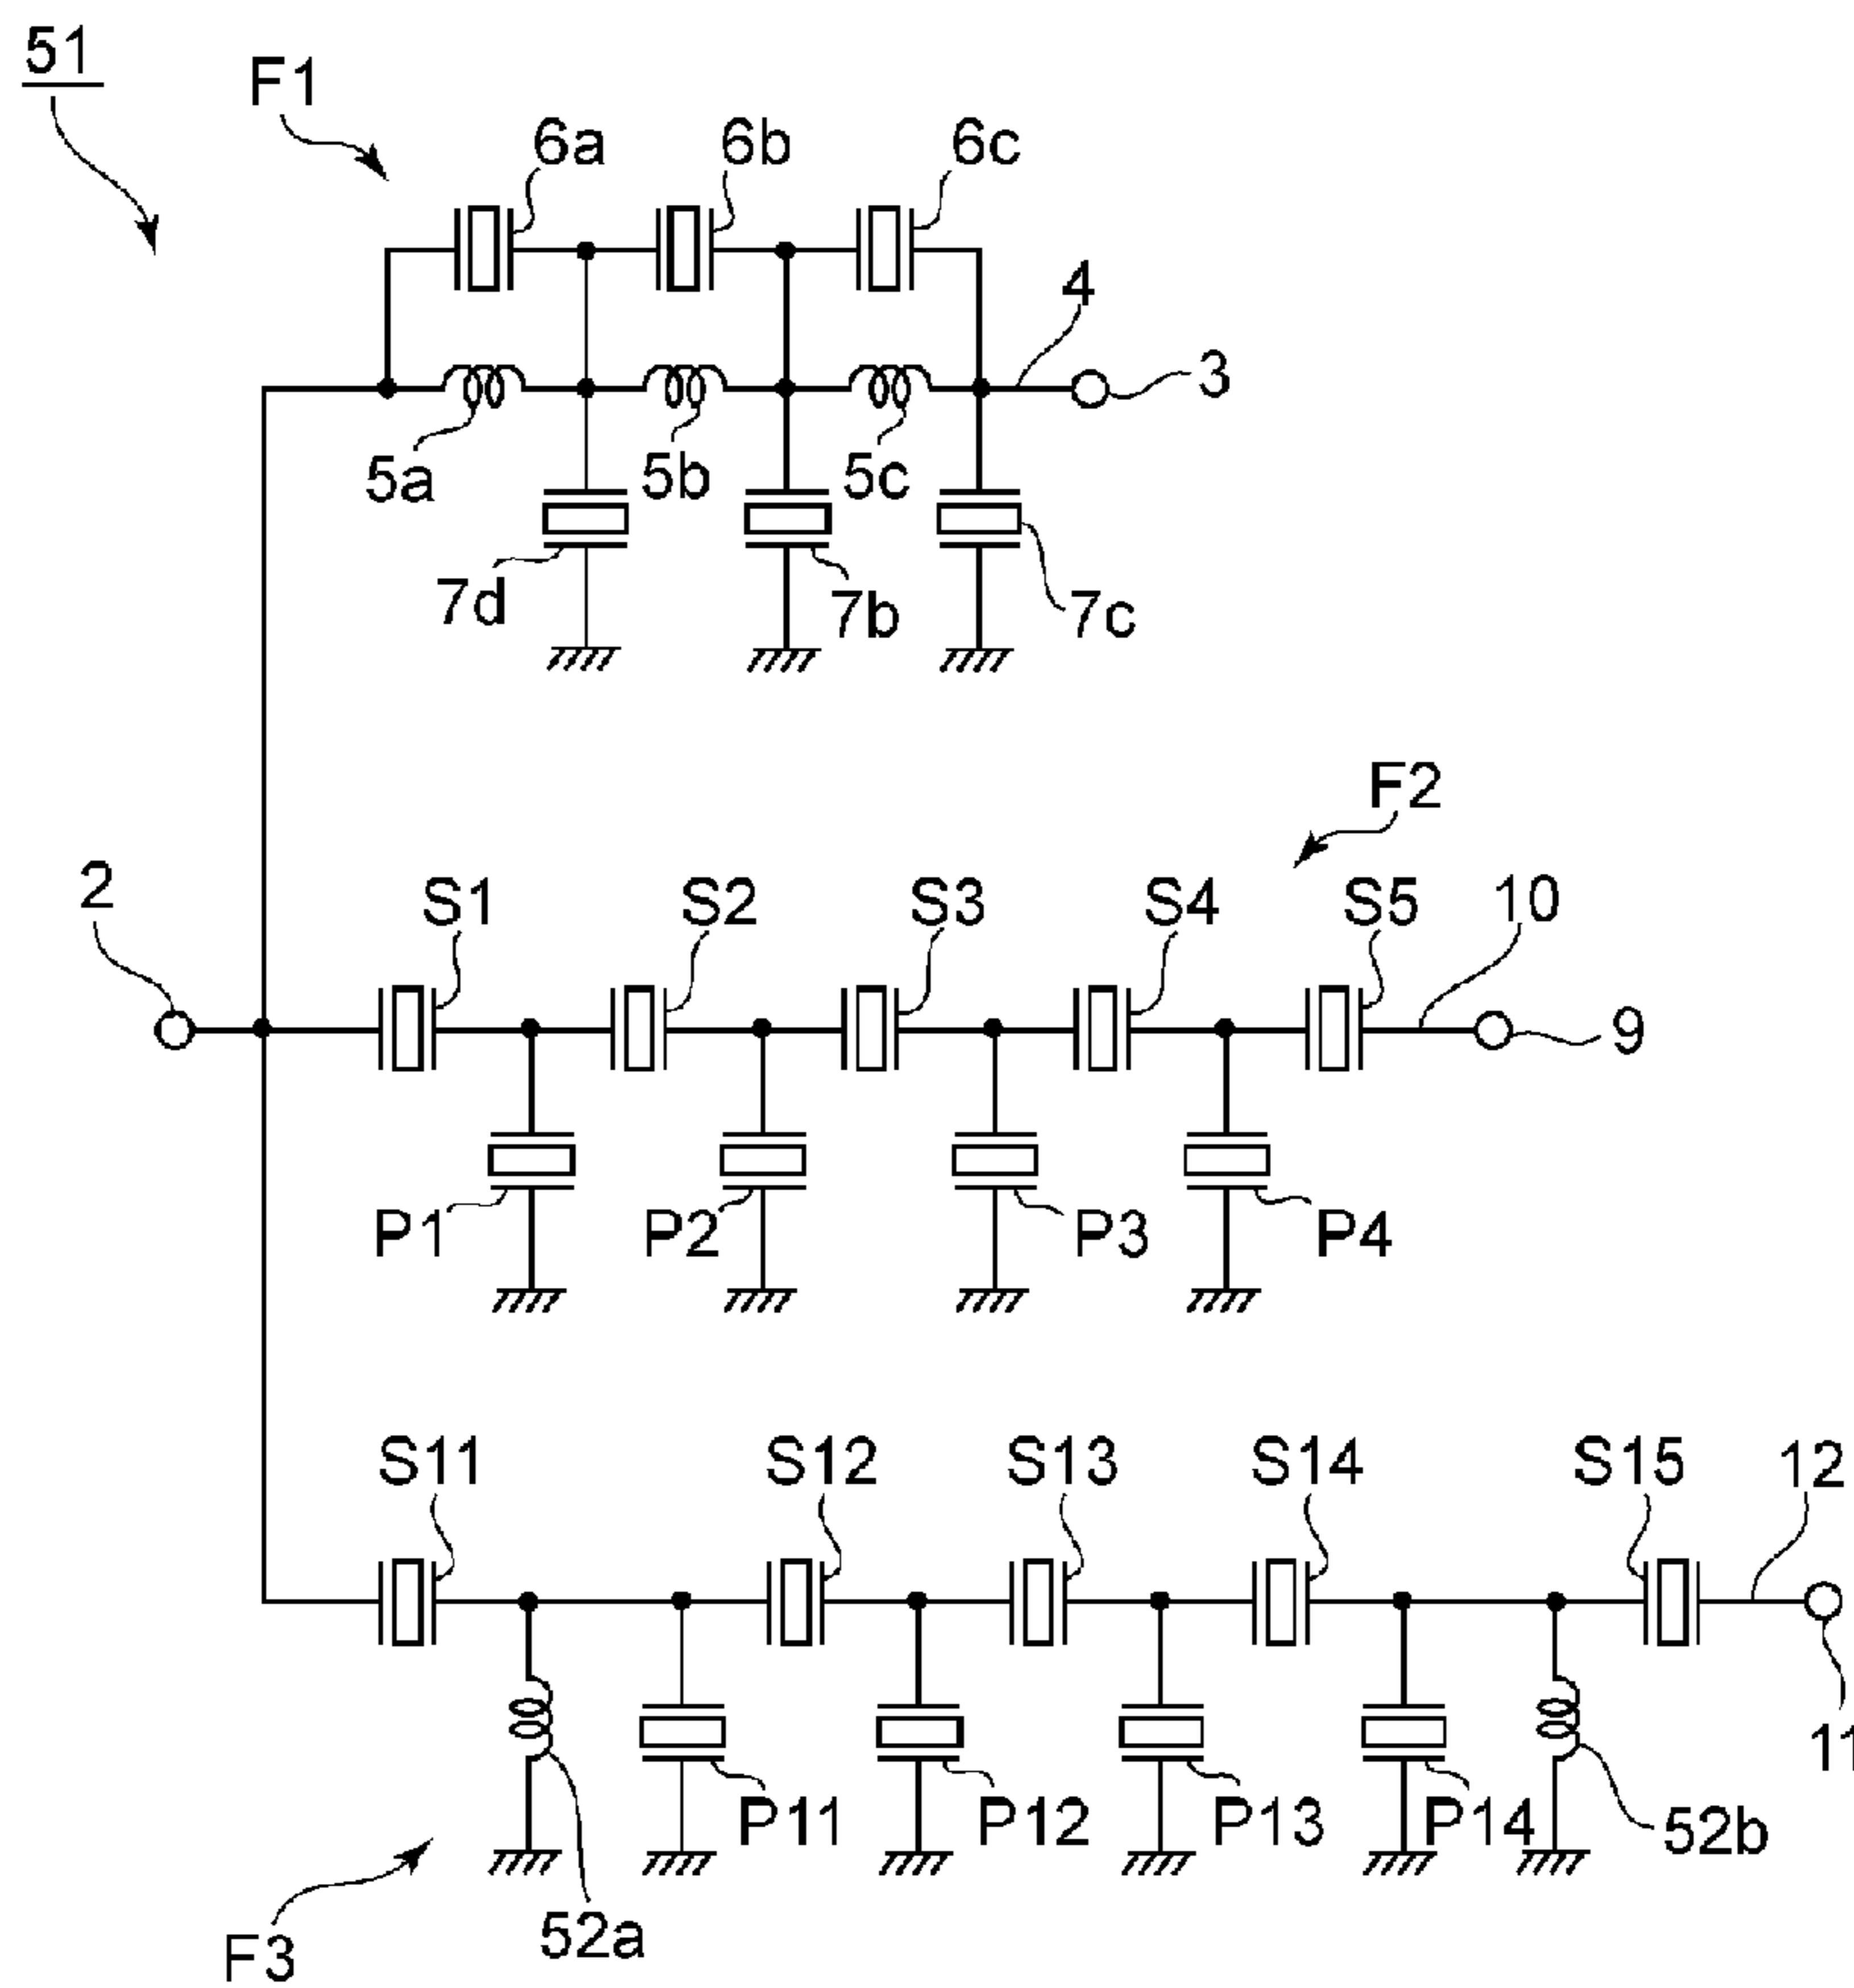 51
F1
6a 6b 6c
4
3
5a 5b 5c
7d 7b 7c
F2
2
S1 S2 S3 S4 S5 10
9
P1 P2 P3 P4
S11 S12 S13 S14 S15 12
11
P11 P12 P13 P14 52b
52a
F3